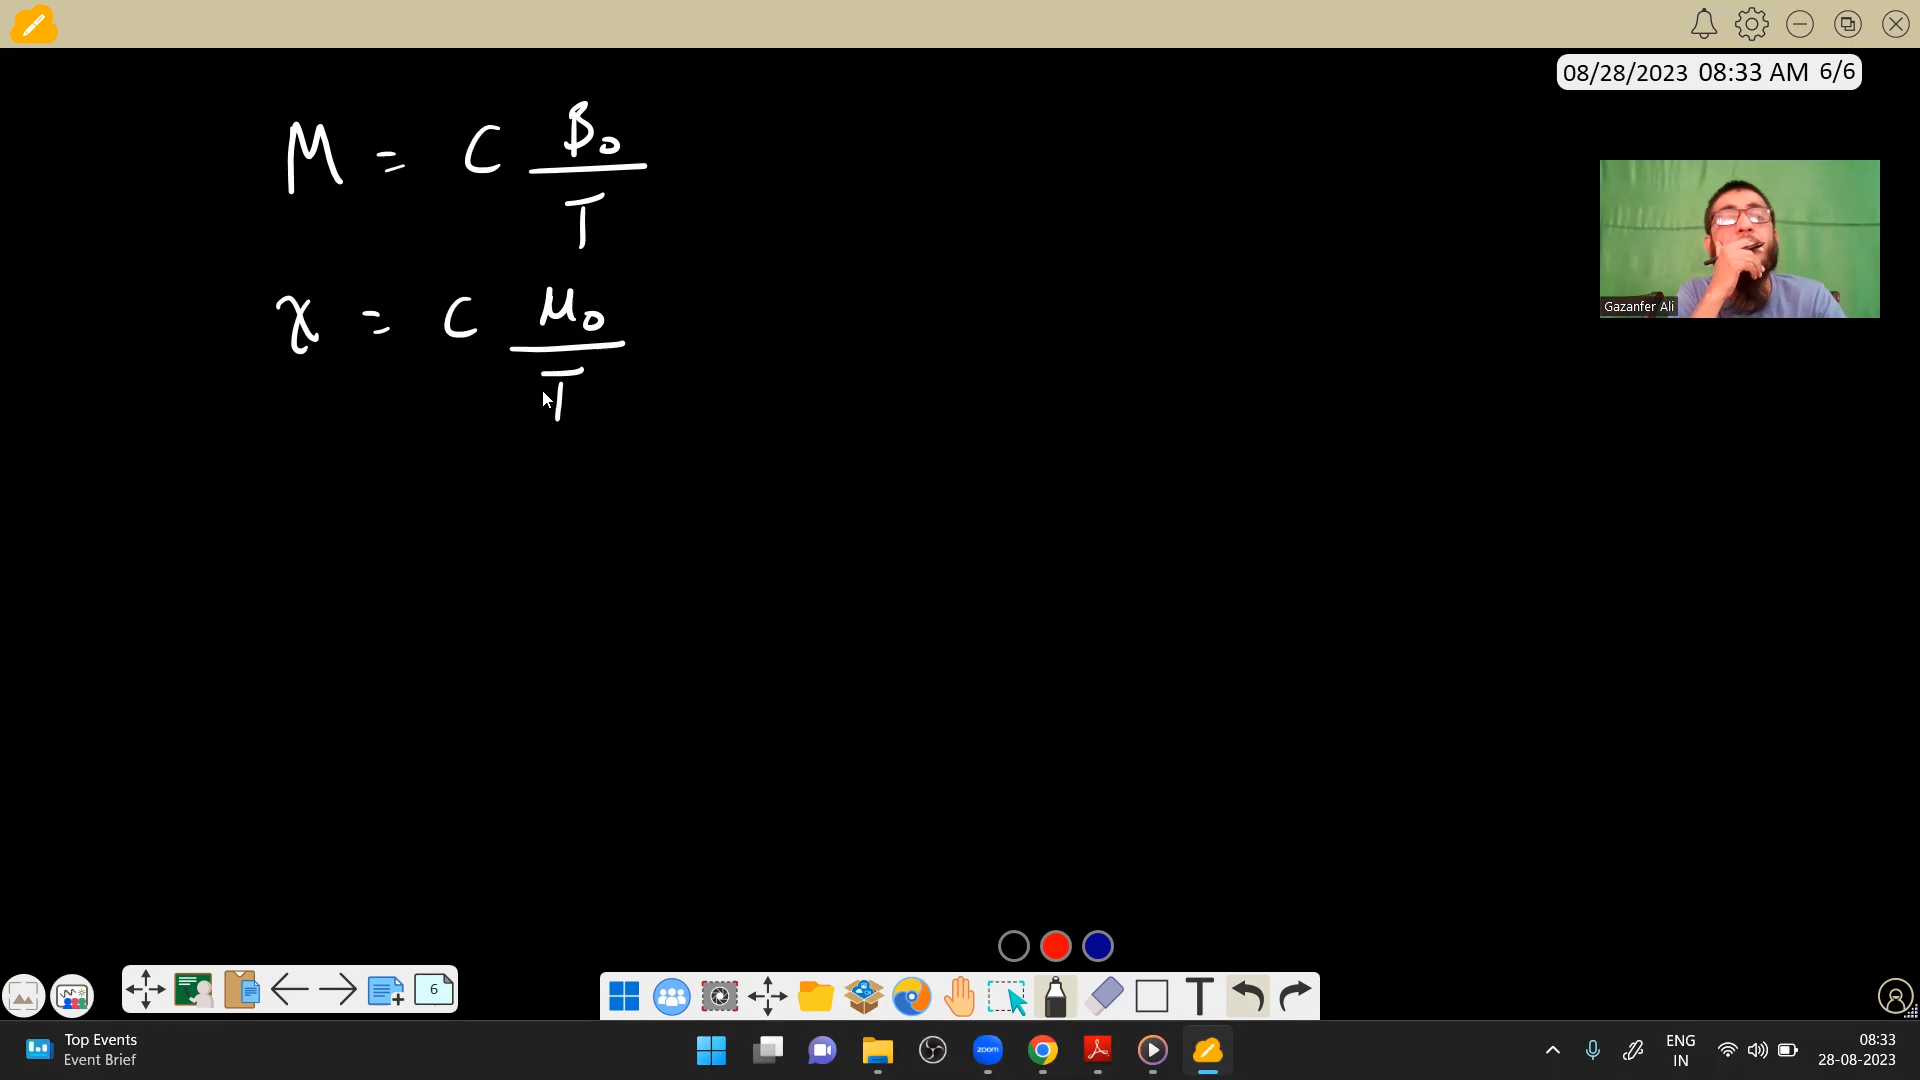 08/28/2023 08:33 AM 6/6
M = C B₀/T
Gazanfer Ali
χ = C μ₀/T
6
T
Top Events
Event Brief
zoom
ENG
IN
08:33
28-08-2023